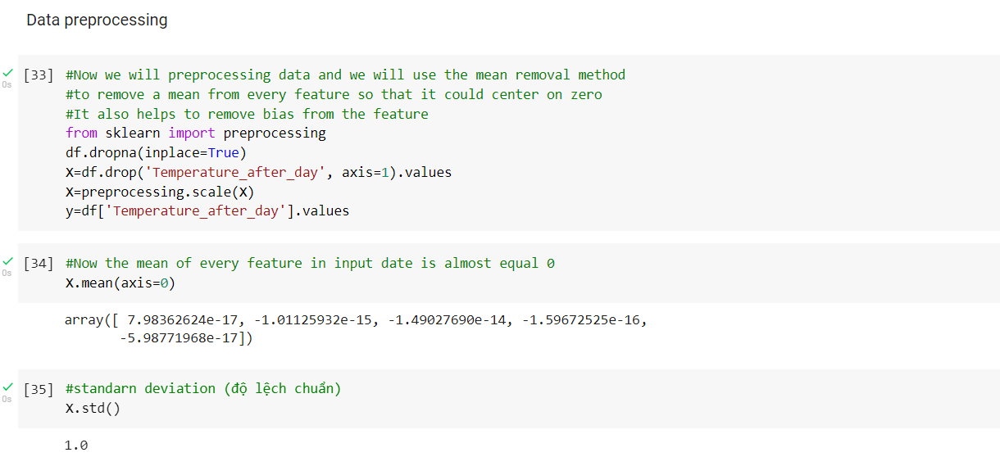 Data preprocessing
[33] #Now we will preprocessing data and we will use the mean removal method
0s #to remove a mean from every feature so that it could center on zero
#It also helps to remove bias from the feature
from sklearn import preprocessing
df.dropna(inplace=True)
X=df.drop('Temperature_after_day', axis=1).values
X=preprocessing.scale(X)
y=df['Temperature_after_day'].values
[34] #Now the mean of every feature in input date is almost equal 0
0s X.mean(axis=0)
array([ 7.98362624e-17, -1.01125932e-15, -1.49027690e-14, -1.59672525e-16,
-5.98771968e-17])
[35] #standarn deviation (độ lệch chuẩn)
0s X.std()
1.0